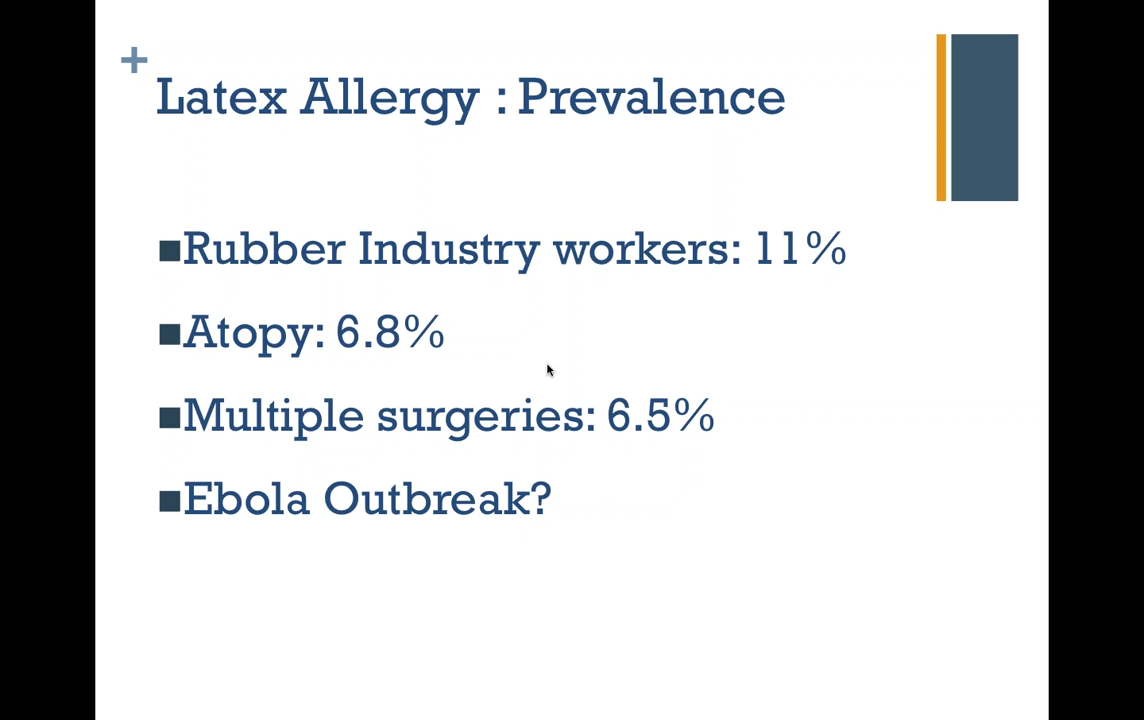 +
Latex Allergy : Prevalence
■Rubber Industry workers: 11%
■Atopy: 6.8%
■Multiple surgeries: 6.5%
■Ebola Outbreak?